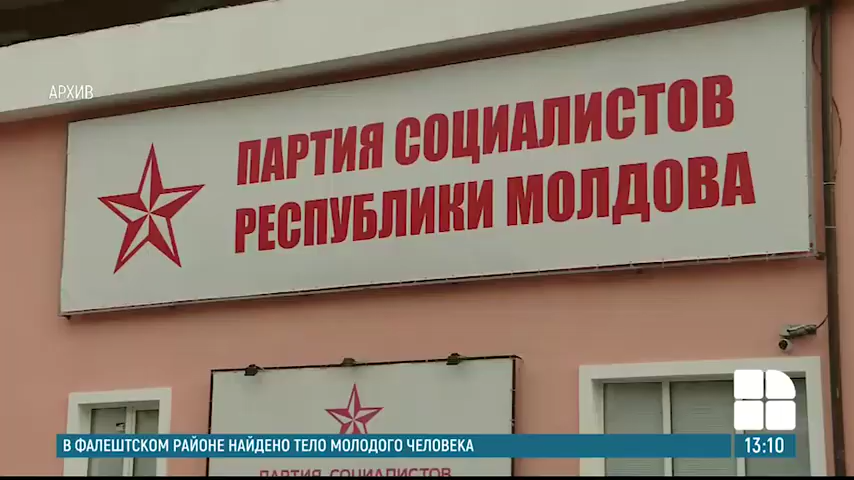 АРХИВ
ПАРТИЯ СОЦИАЛИСТОВ
РЕСПУБЛИКИ МОЛДОВА
В ФАЛЕШТСКОМ РАЙОНЕ НАЙДЕНО ТЕЛО МОЛОДОГО ЧЕЛОВЕКА
13:10
ПАРТИЯ СОЦИАЛИСТОВ